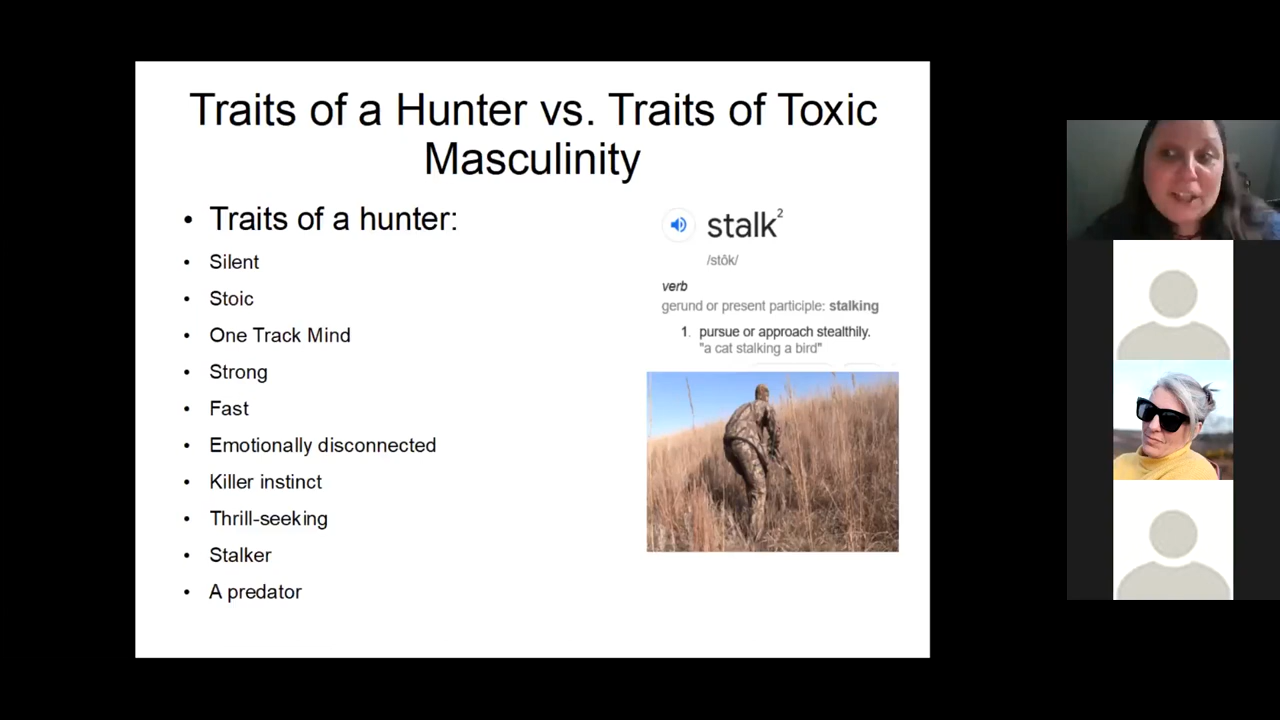 Traits of a Hunter vs. Traits of Toxic
Masculinity
• Traits of a hunter:
• Silent
• Stoic
• One Track Mind
• Strong
• Fast
• Emotionally disconnected
• Killer instinct
• Thrill-seeking
• Stalker
• A predator
stalk²
/stôk/
verb
gerund or present participle: stalking
1. pursue or approach stealthily.
"a cat stalking a bird"